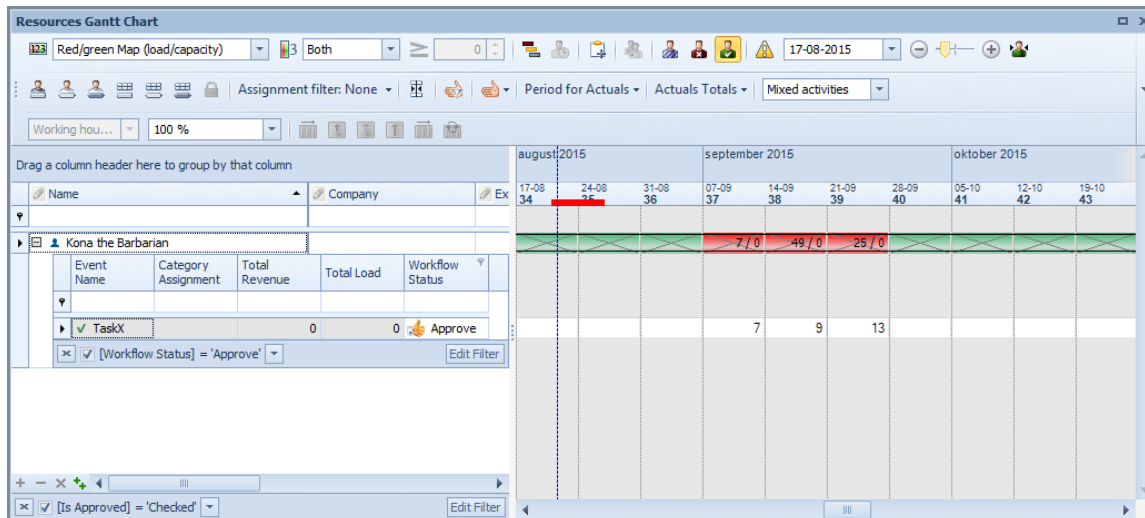 Resources Gantt Chart
123 Red/green Map (load/capacity) 3 Both ≥ 0 17-08-2015
Assignment filter: None Period for Actuals Actuals Totals Mixed activities
Working hou... 100 %
Drag a column header here to group by that column
august 2015 september 2015 oktober 2015
Name Company Ex
17-08 24-08 31-08 07-09 14-09 21-09 28-09 05-10 12-10 19-10
34 35 36 37 38 39 40 41 42 43
Kona the Barbarian 7 / 0 49 / 0 25 / 0
Event Name Category Assignment Total Revenue Total Load Workflow Status
TaskX 0 0 Approve 7 9 13
[Workflow Status] = 'Approve' Edit Filter
[Is Approved] = 'Checked' Edit Filter